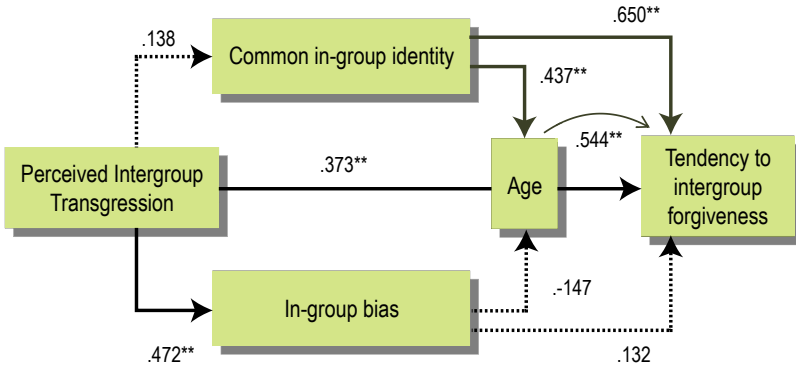 .650**
.138
Common in-group identity
.437**
.544**
.373**
Perceived Intergroup
Transgression
Age
Tendency to
intergroup
forgiveness
.-147
In-group bias
.472**
.132